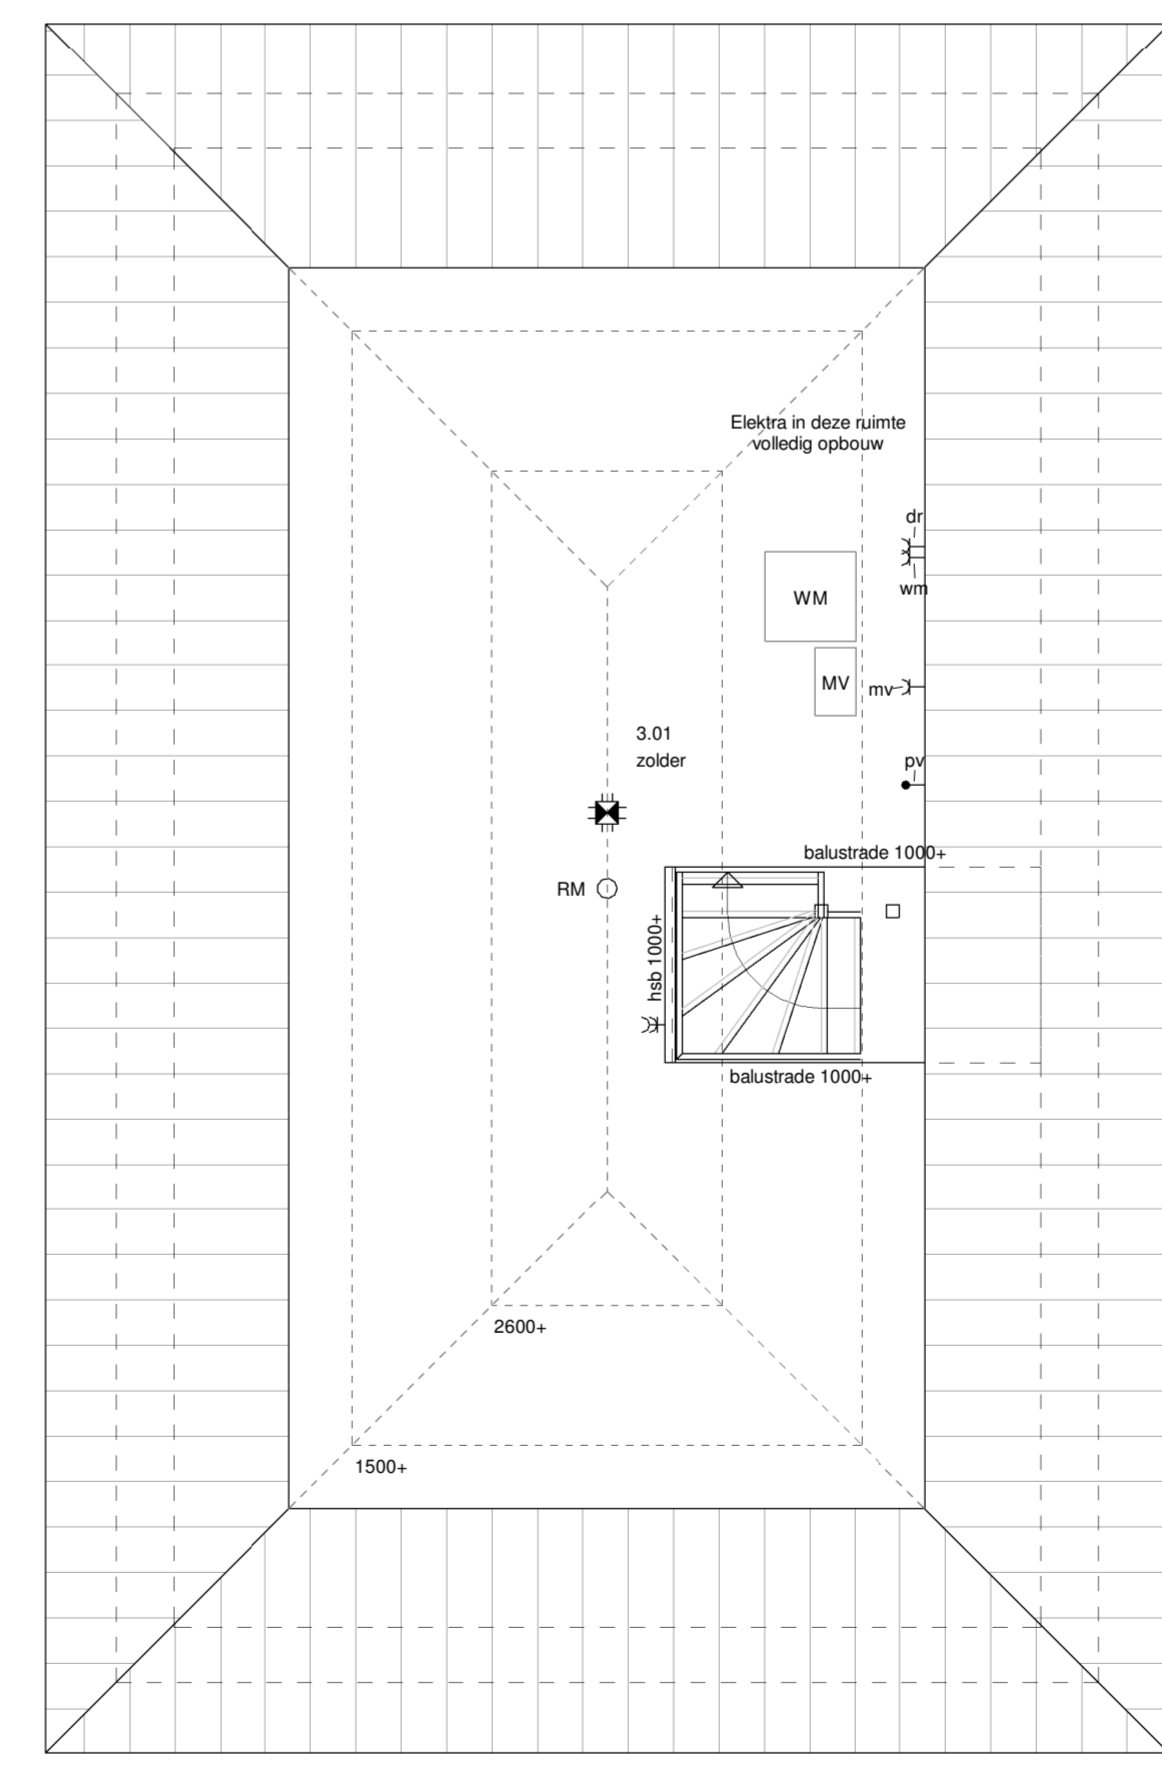 Elektra in deze ruimte
volledig opbouw
dr
wm
WM
MV
mv
3.01
zolder
pv
balustrade 1000+
RM
hsb 1000+
balustrade 1000+
2600+
1500+